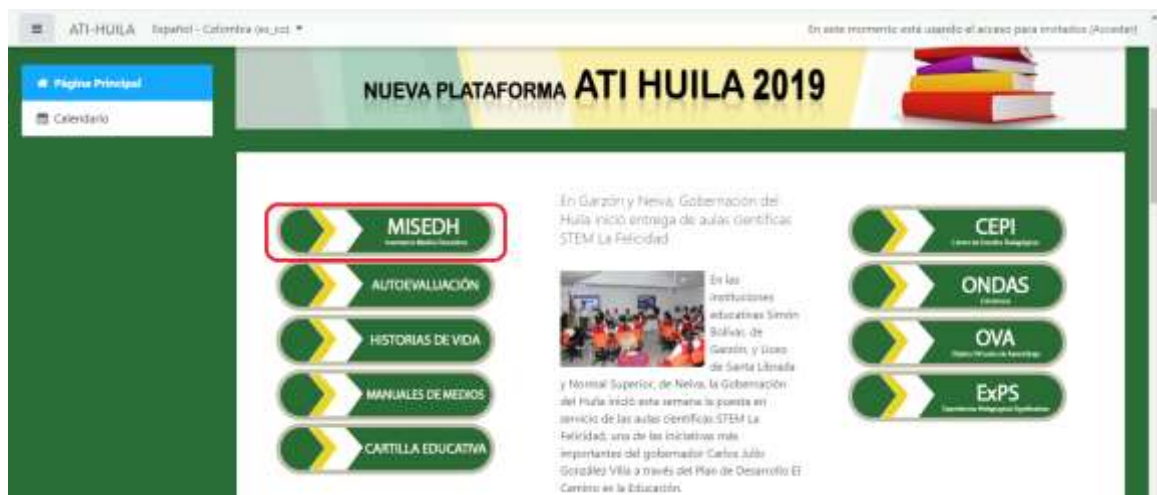 ATI-HUILA Español - Colombia (es_co)
En este momento está usando el acceso para invitados (Acceder)
Página Principal
Calendario
NUEVA PLATAFORMA ATI HUILA 2019
MISEDH
Inventario Medios Educativos
AUTOEVALUACIÓN
HISTORIAS DE VIDA
MANUALES DE MEDIOS
CARTILLA EDUCATIVA
En Garzón y Neiva, Gobernación del
Huila inició entrega de aulas científicas
STEM La Felicidad
En las
instituciones
educativas Simón
Bolívar, de
Garzón, y Liceo
de Santa Librada
y Normal Superior, de Neiva, la Gobernación
del Huila inició esta semana la puesta en
servicio de las aulas científicas STEM La
Felicidad, una de las iniciativas más
importantes del gobernador Carlos Julio
González Villa a través del Plan de Desarrollo El
Camino es la Educación.
CEPI
ONDAS
OVA
ExPS